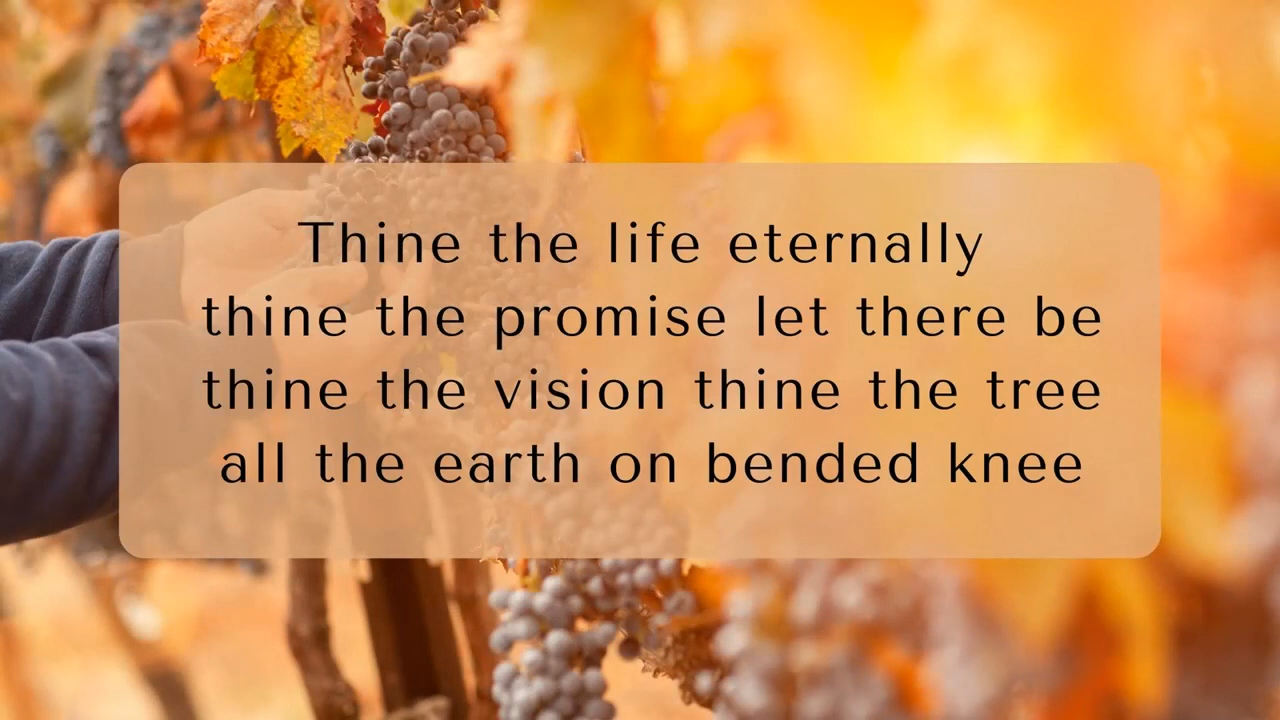 Thine the life eternally
thine the promise let there be
thine the vision thine the tree
all the earth on bended knee